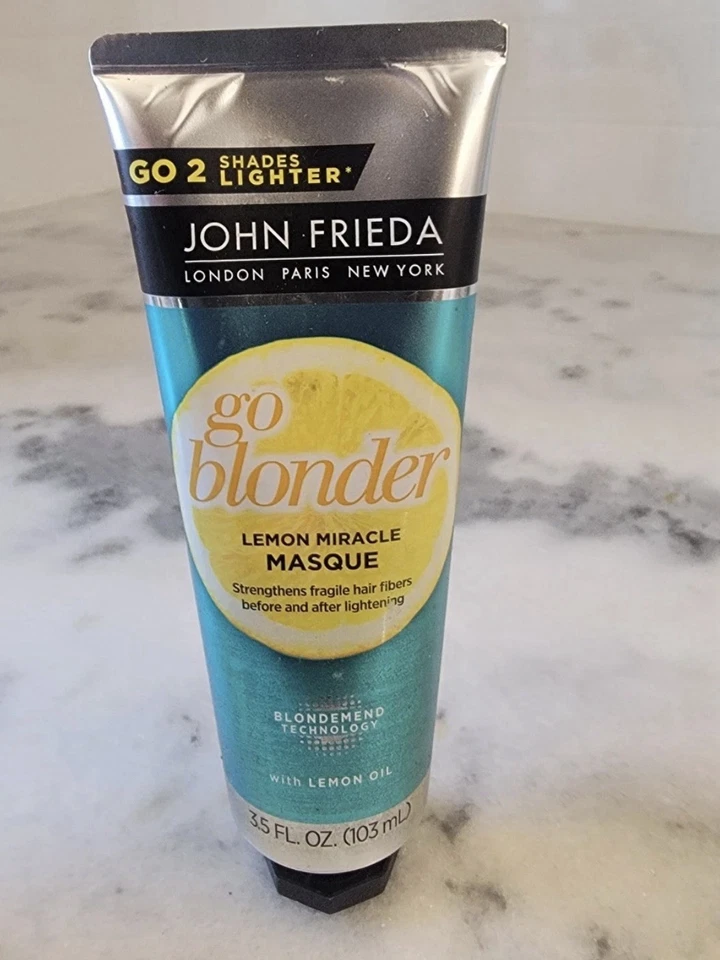 GO 2 SHADES LIGHTER*
JOHN FRIEDA
LONDON PARIS NEW YORK
go
blonder
LEMON MIRACLE
MASQUE
Strengthens fragile hair fibers
before and after lightening
BLONDEMEND
TECHNOLOGY
with LEMON OIL
3.5 FL. OZ. (103 mL)